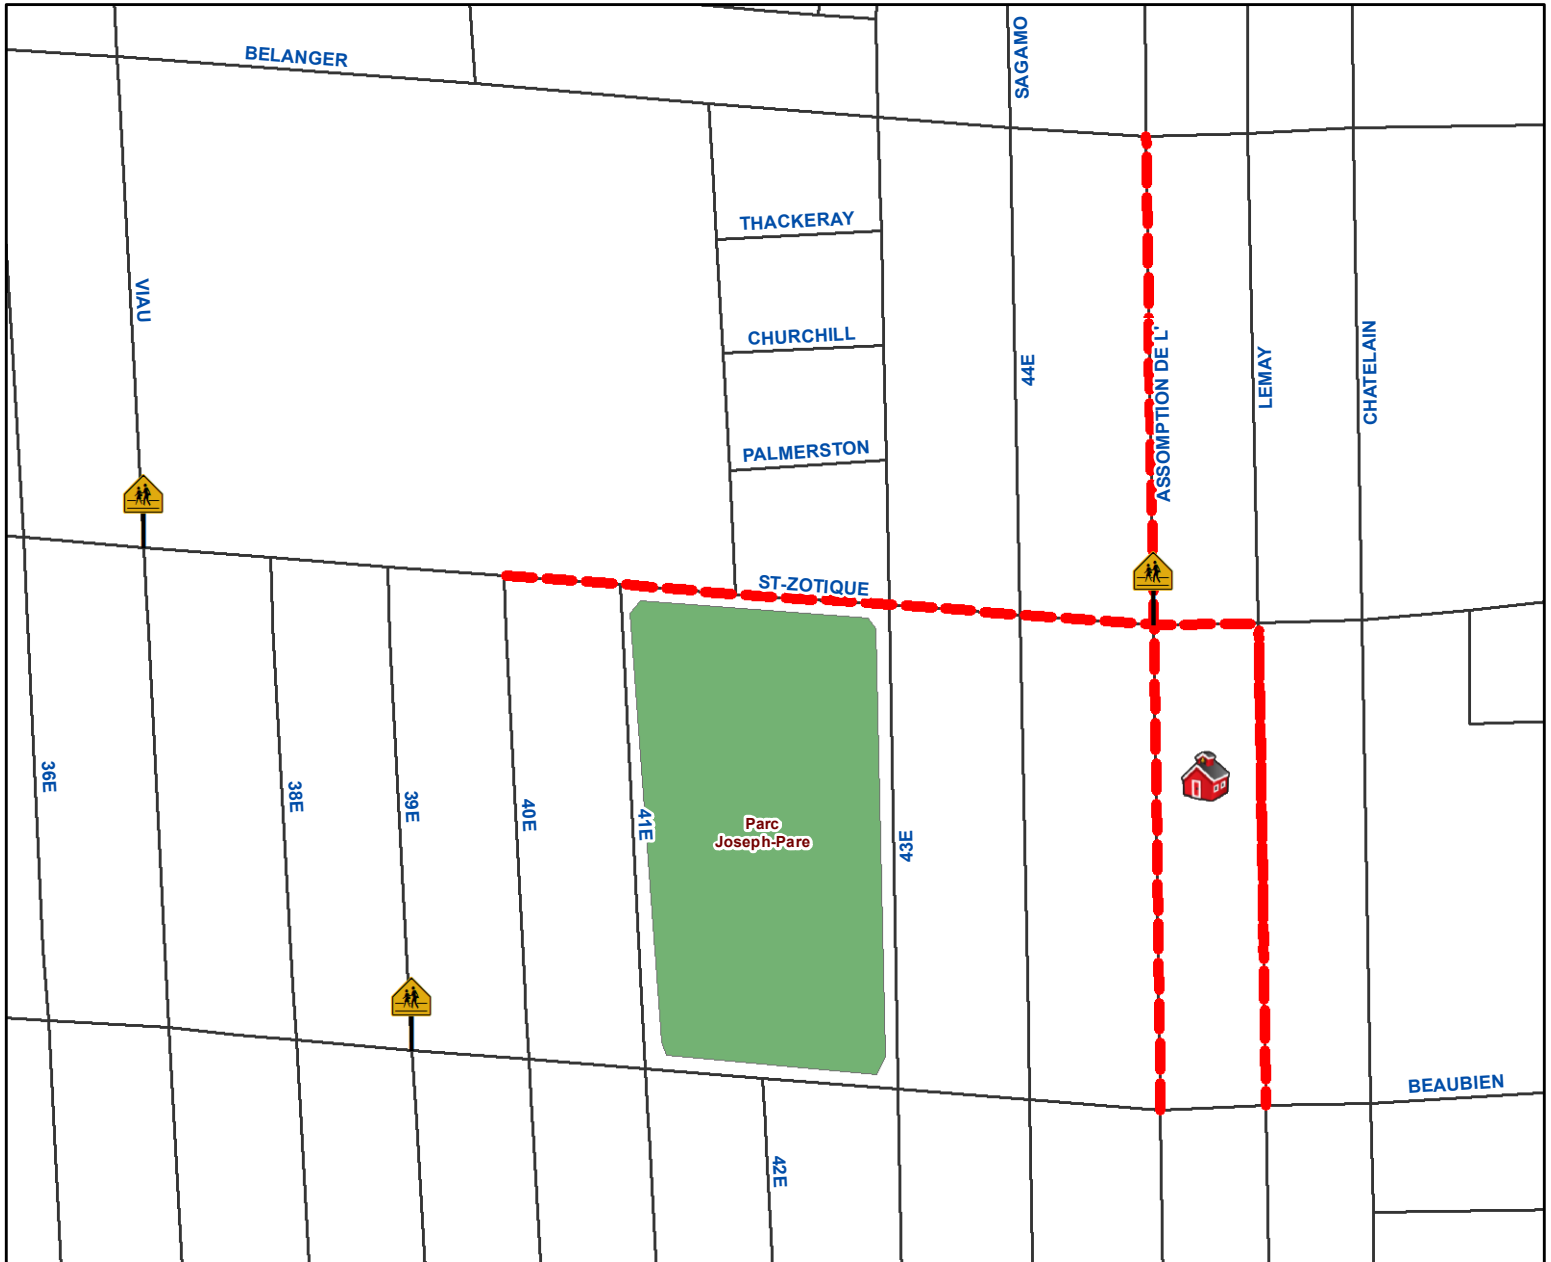 BELANGER
SAGAMO
THACKERAY
VIAU
CHURCHILL
44E
ASSOMPTION DE L'
LEMAY
CHATELAIN
PALMERSTON
ST-ZOTIQUE
36E
38E
39E
40E
41E
Parc
Joseph-Pare
43E
BEAUBIEN
42E